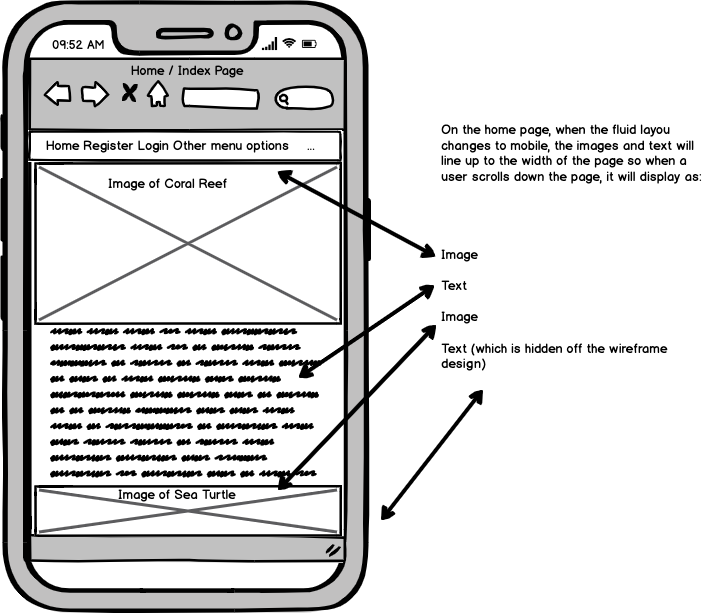 09:52 AM
Home / Index Page
Home Register Login Other menu options ...
Image of Coral Reef
Image of Sea Turtle
On the home page, when the fluid layou
changes to mobile, the images and text will
line up to the width of the page so when a
user scrolls down the page, it will display as:
Image
Text
Image
Text (which is hidden off the wireframe
design)